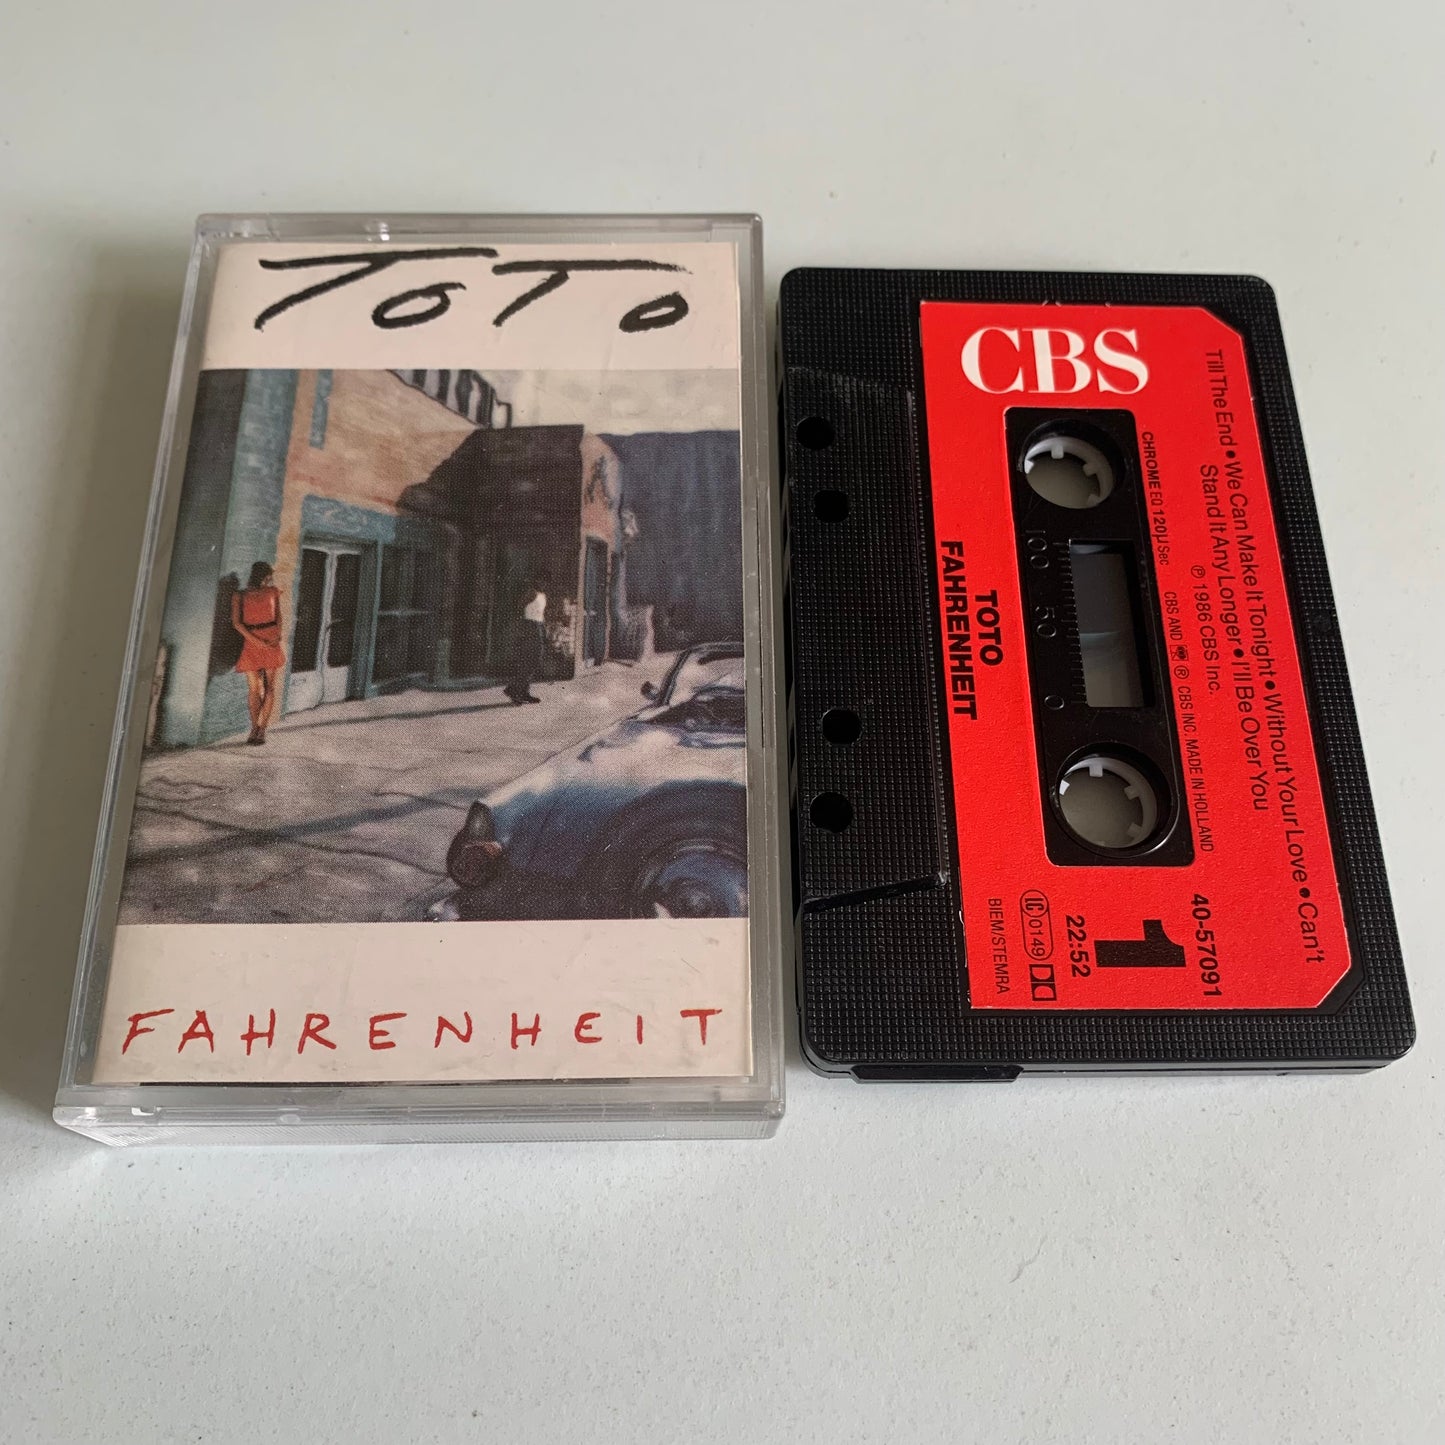 TOTO
FAHRENHEIT
CBS
Till The End • We Can Make It Tonight • Without Your Love • Can't
Stand It Any Longer • I'll Be Over You
℗ 1986 CBS Inc.
CHROME EQ 120μSec
CBS AND ® CBS INC. MADE IN HOLLAND
100 50 0
TOTO
FAHRENHEIT
40-57091
1
22:52
LC 0149
BIEM/STEMRA